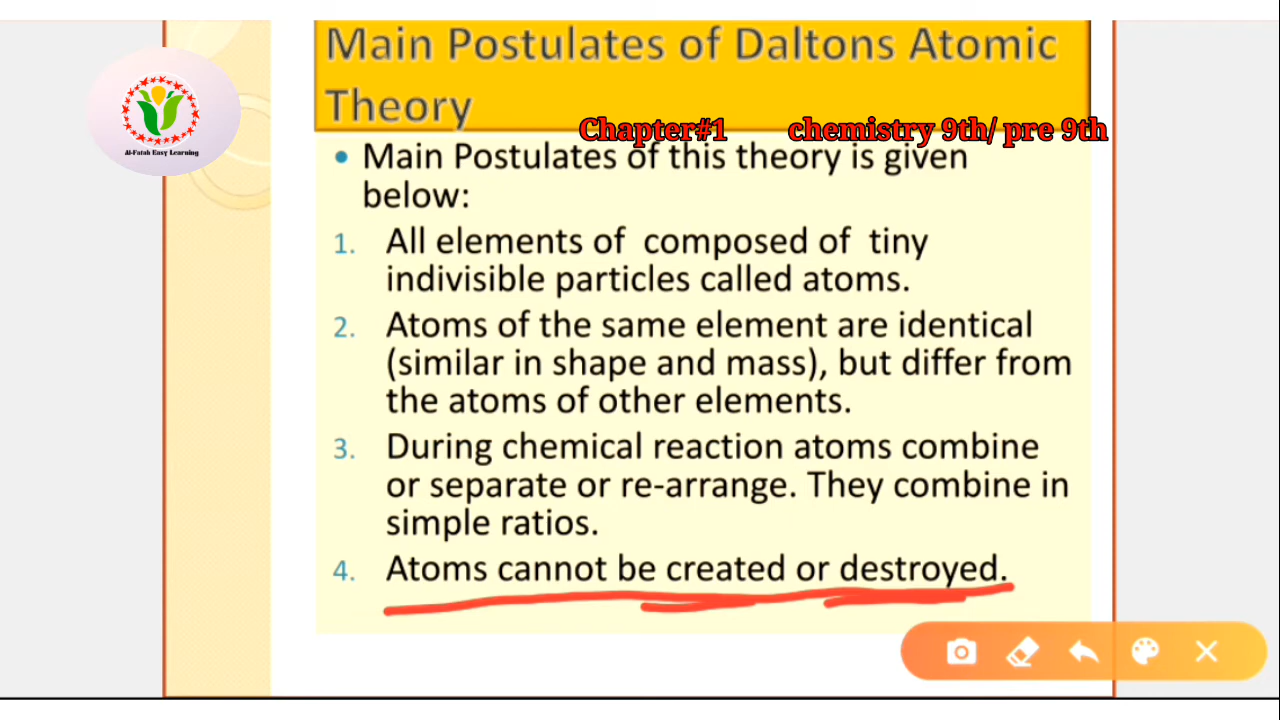 Main Postulates of Daltons Atomic
Theory
Al-Fatah Easy Learning
Chapter#1 chemistry 9th/ pre 9th
• Main Postulates of this theory is given
below:
1. All elements of composed of tiny
indivisible particles called atoms.
2. Atoms of the same element are identical
(similar in shape and mass), but differ from
the atoms of other elements.
3. During chemical reaction atoms combine
or separate or re-arrange. They combine in
simple ratios.
4. Atoms cannot be created or destroyed.